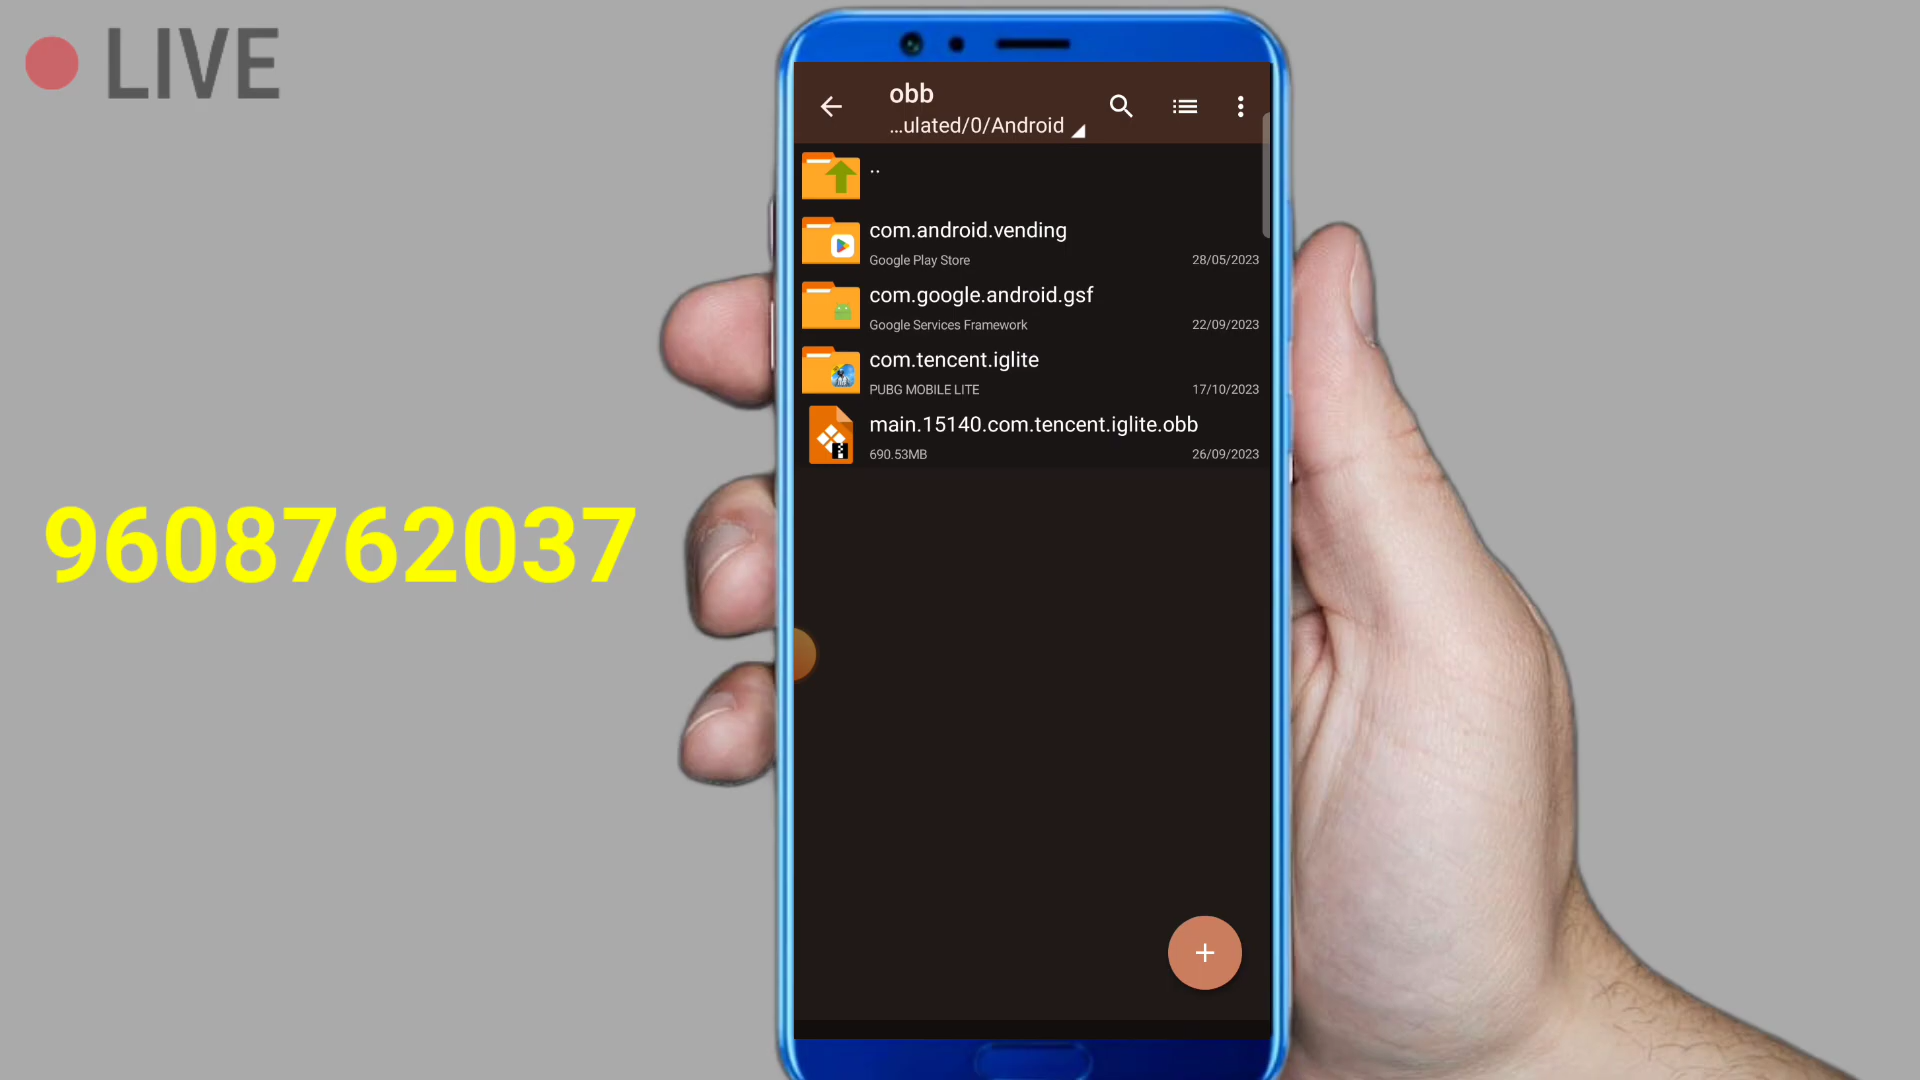 LIVE
obb
...ulated/0/Android
..
com.android.vending
Google Play Store 28/05/2023
com.google.android.gsf
Google Services Framework 22/09/2023
com.tencent.iglite
PUBG MOBILE LITE 17/10/2023
main.15140.com.tencent.iglite.obb
690.53MB 26/09/2023
9608762037